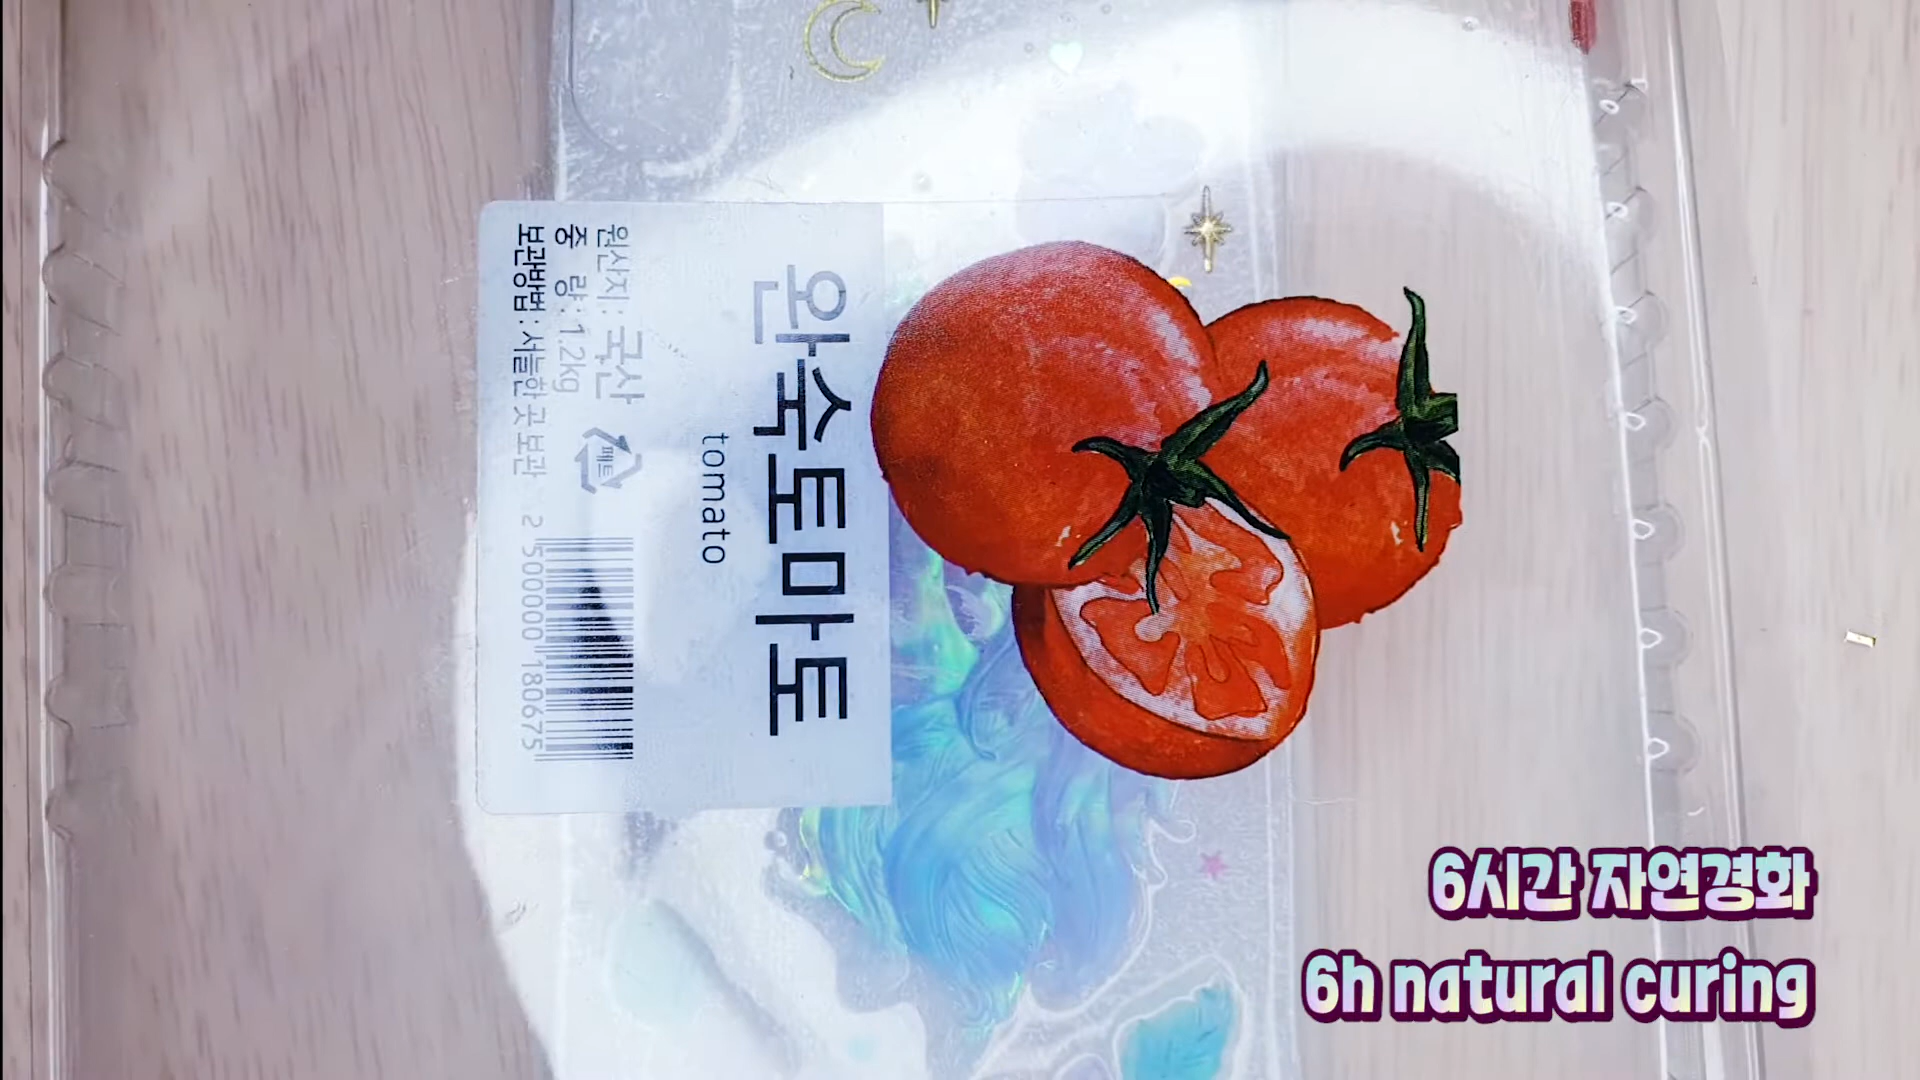 완숙토마토
tomato
원산지: 국산
중 량: 1.2kg
보관방법: 서늘한 곳 보관
페트
2 500000 180675
6시간 자연경화
6h natural curing